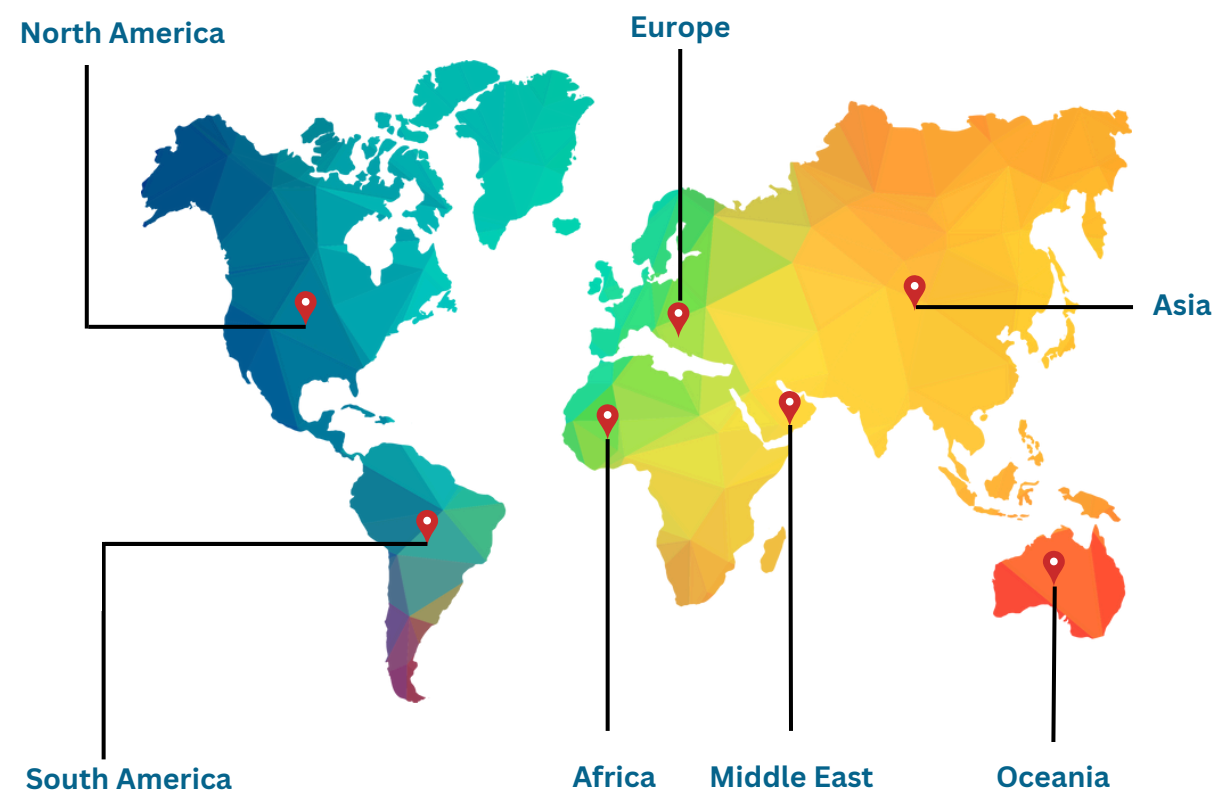 North America
Europe
Asia
South America
Africa
Middle East
Oceania